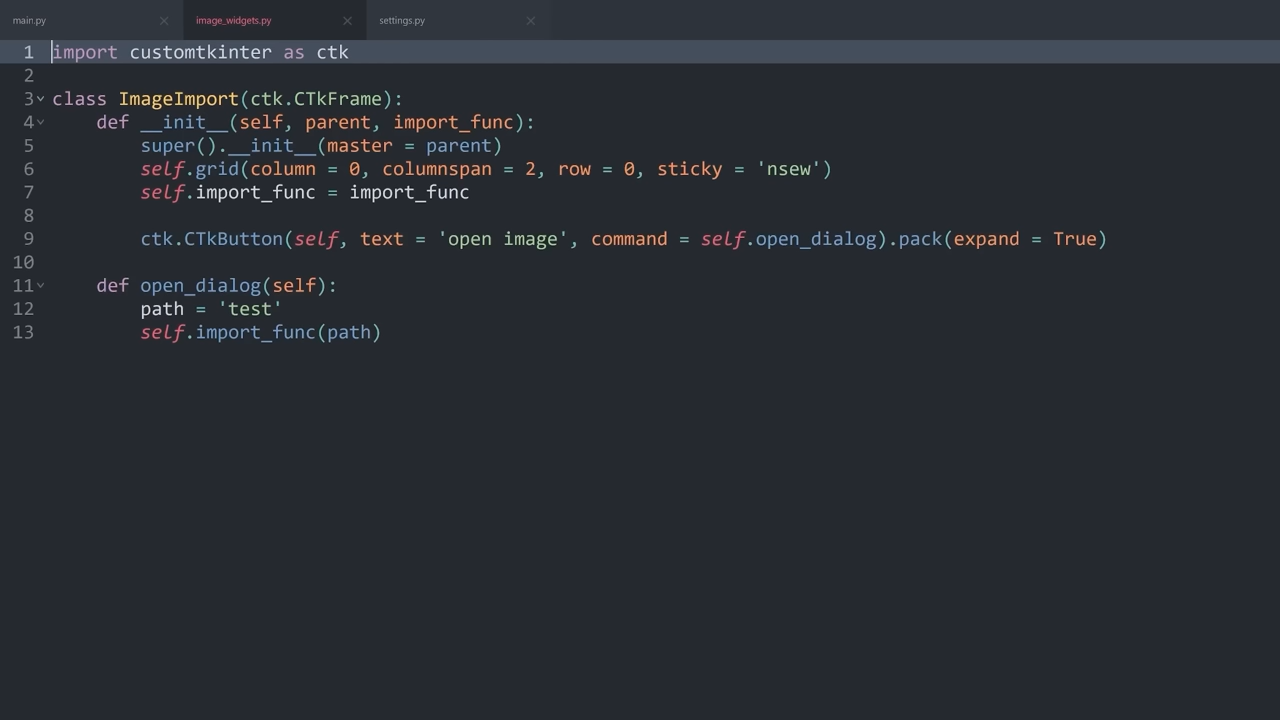 main.py
image_widgets.py
settings.py
1 import customtkinter as ctk
2
3 class ImageImport(ctk.CTkFrame):
4     def __init__(self, parent, import_func):
5         super().__init__(master = parent)
6         self.grid(column = 0, columnspan = 2, row = 0, sticky = 'nsew')
7         self.import_func = import_func
8
9         ctk.CTkButton(self, text = 'open image', command = self.open_dialog).pack(expand = True)
10
11     def open_dialog(self):
12         path = 'test'
13         self.import_func(path)